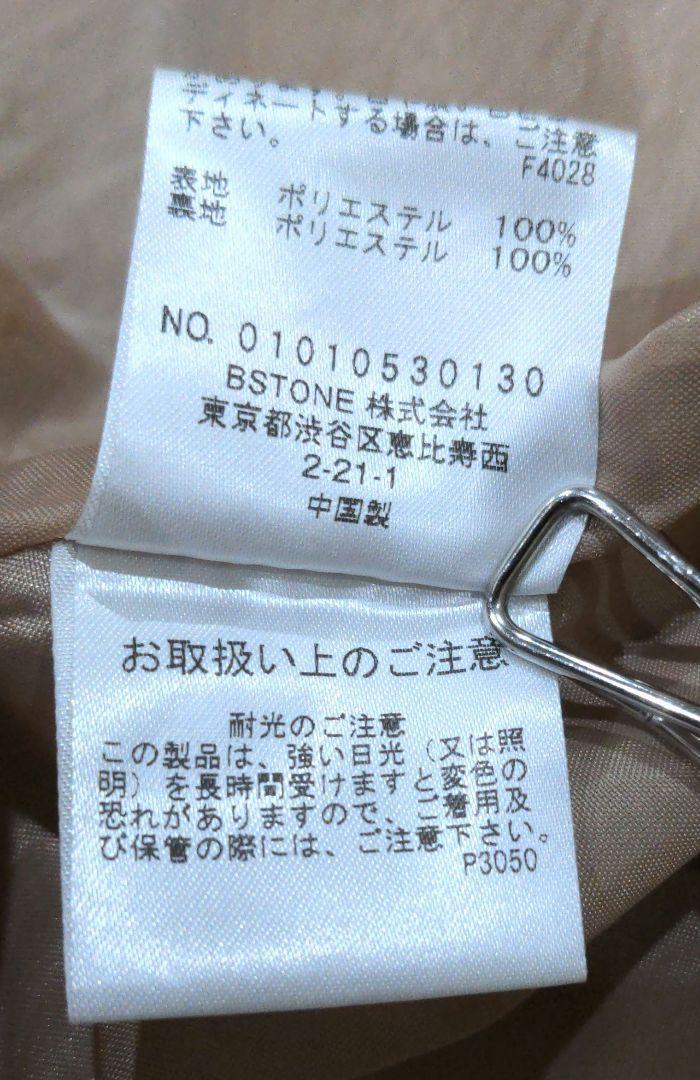 ディネートする場合は、ご注意
下さい。
F4028
表地 ポリエステル 100%
裏地 ポリエステル 100%
NO. 01010530130
BSTONE 株式会社
東京都渋谷区恵比寿西
2-21-1
中国製
お取扱い上のご注意
耐光のご注意
この製品は、強い日光（又は照
明）を長時間受けますと変色の
恐れがありますので、ご着用及
び保管の際には、ご注意下さい。
P3050